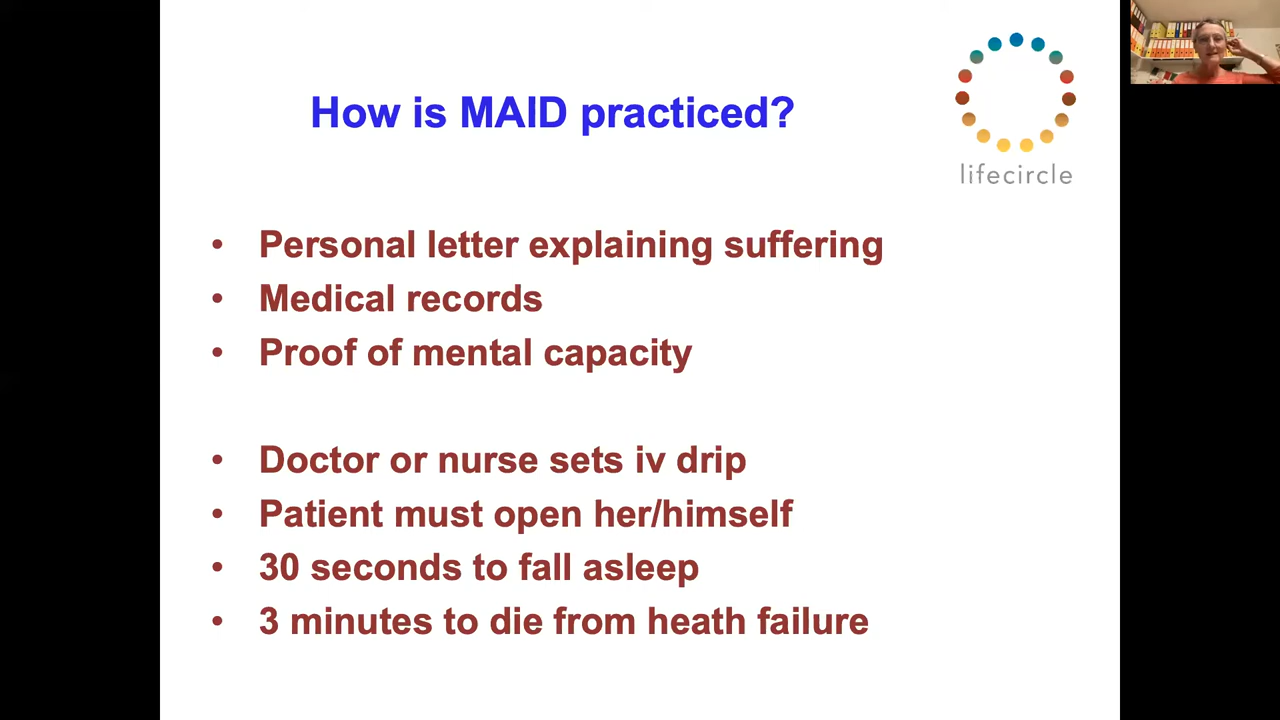 How is MAID practiced?
lifecircle
• Personal letter explaining suffering
• Medical records
• Proof of mental capacity
• Doctor or nurse sets iv drip
• Patient must open her/himself
• 30 seconds to fall asleep
• 3 minutes to die from heath failure